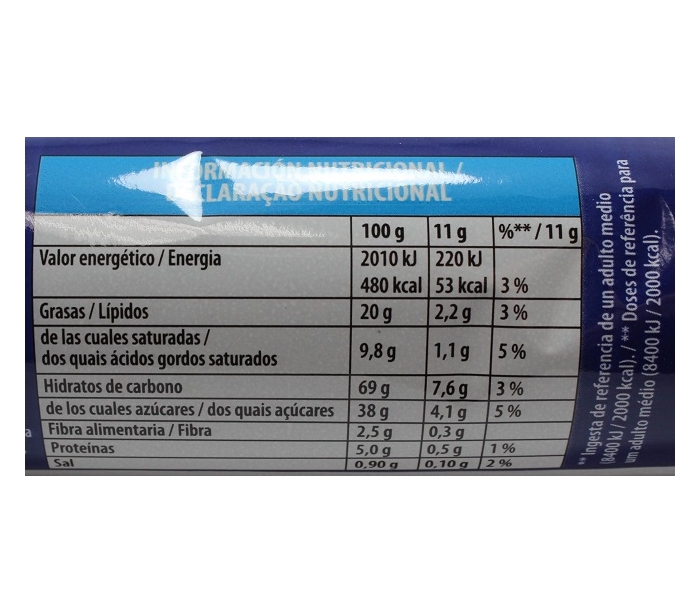 INFORMACIÓN NUTRICIONAL /
DECLARAÇÃO NUTRICIONAL
100 g 11 g %** / 11 g
Valor energético / Energia 2010 kJ 220 kJ
480 kcal 53 kcal 3 %
Grasas / Lípidos 20 g 2,2 g 3 %
de las cuales saturadas /
dos quais ácidos gordos saturados 9,8 g 1,1 g 5 %
Hidratos de carbono 69 g 7,6 g 3 %
de los cuales azúcares / dos quais açúcares 38 g 4,1 g 5 %
Fibra alimentaria / Fibra 2,5 g 0,3 g
Proteínas 5,0 g 0,5 g 1 %
Sal 0,90 g 0,10 g 2 %
** Ingesta de referencia de un adulto medio
(8400 kJ / 2000 kcal). / ** Doses de referência para
um adulto médio (8400 kJ / 2000 kcal).